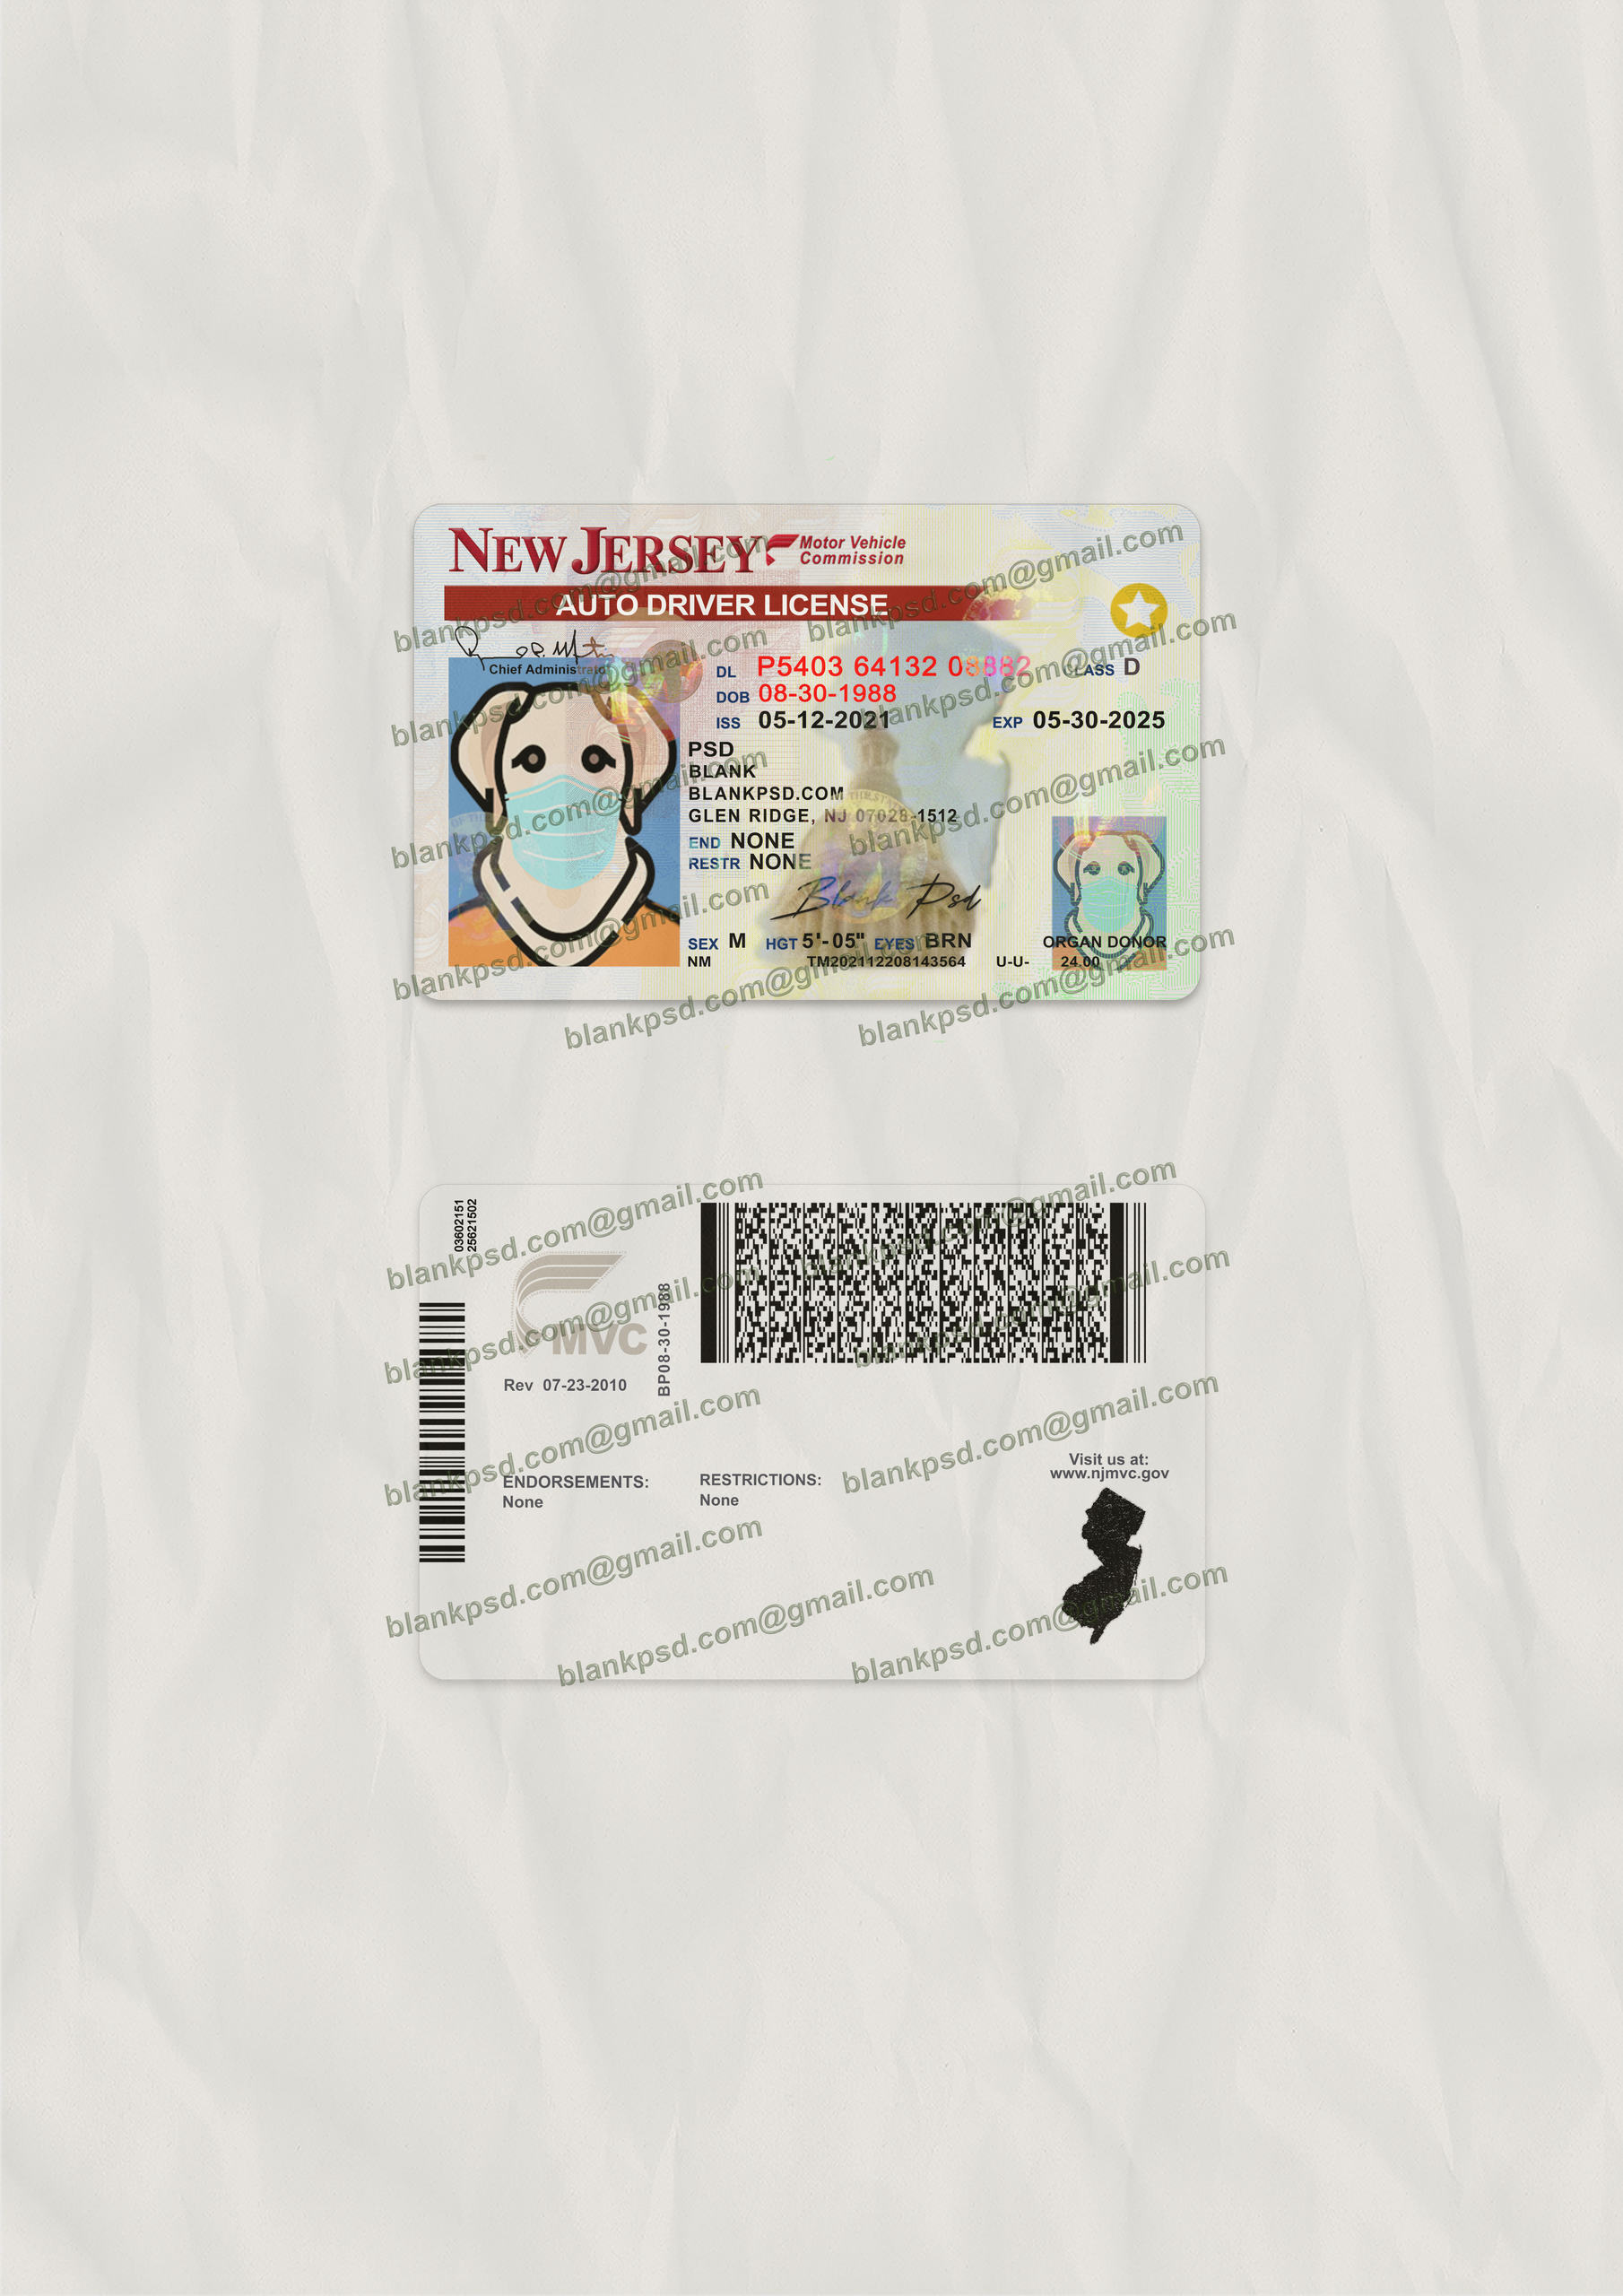 NEW JERSEY Motor Vehicle Commission
AUTO DRIVER LICENSE
Chief Administrator
DL P5403 64132 08882 CLASS D
DOB 08-30-1988
ISS 05-12-2021 EXP 05-30-2025
PSD
BLANK
BLANKPSD.COM
GLEN RIDGE, NJ 07028-1512
END NONE
RESTR NONE
Blank Psd
SEX M HGT 5'-05" EYES BRN
ORGAN DONOR
NM TM202112208143564 U-U- 24.00
blankpsd.com@gmail.com
blankpsd.com@gmail.com
blankpsd.com@gmail.com
blankpsd.com@gmail.com
blankpsd.com@gmail.com
blankpsd.com@gmail.com
blankpsd.com@gmail.com
blankpsd.com@gmail.com
blankpsd.com@gmail.com
blankpsd.com@gmail.com
03602151
25621502
MVC
Rev 07-23-2010
BP08-30-1988
ENDORSEMENTS:
None
RESTRICTIONS:
None
Visit us at:
www.njmvc.gov
blankpsd.com@gmail.com
blankpsd.com@gmail.com
blankpsd.com@gmail.com
blankpsd.com@gmail.com
blankpsd.com@gmail.com
blankpsd.com@gmail.com
blankpsd.com@gmail.com
blankpsd.com@gmail.com
blankpsd.com@gmail.com